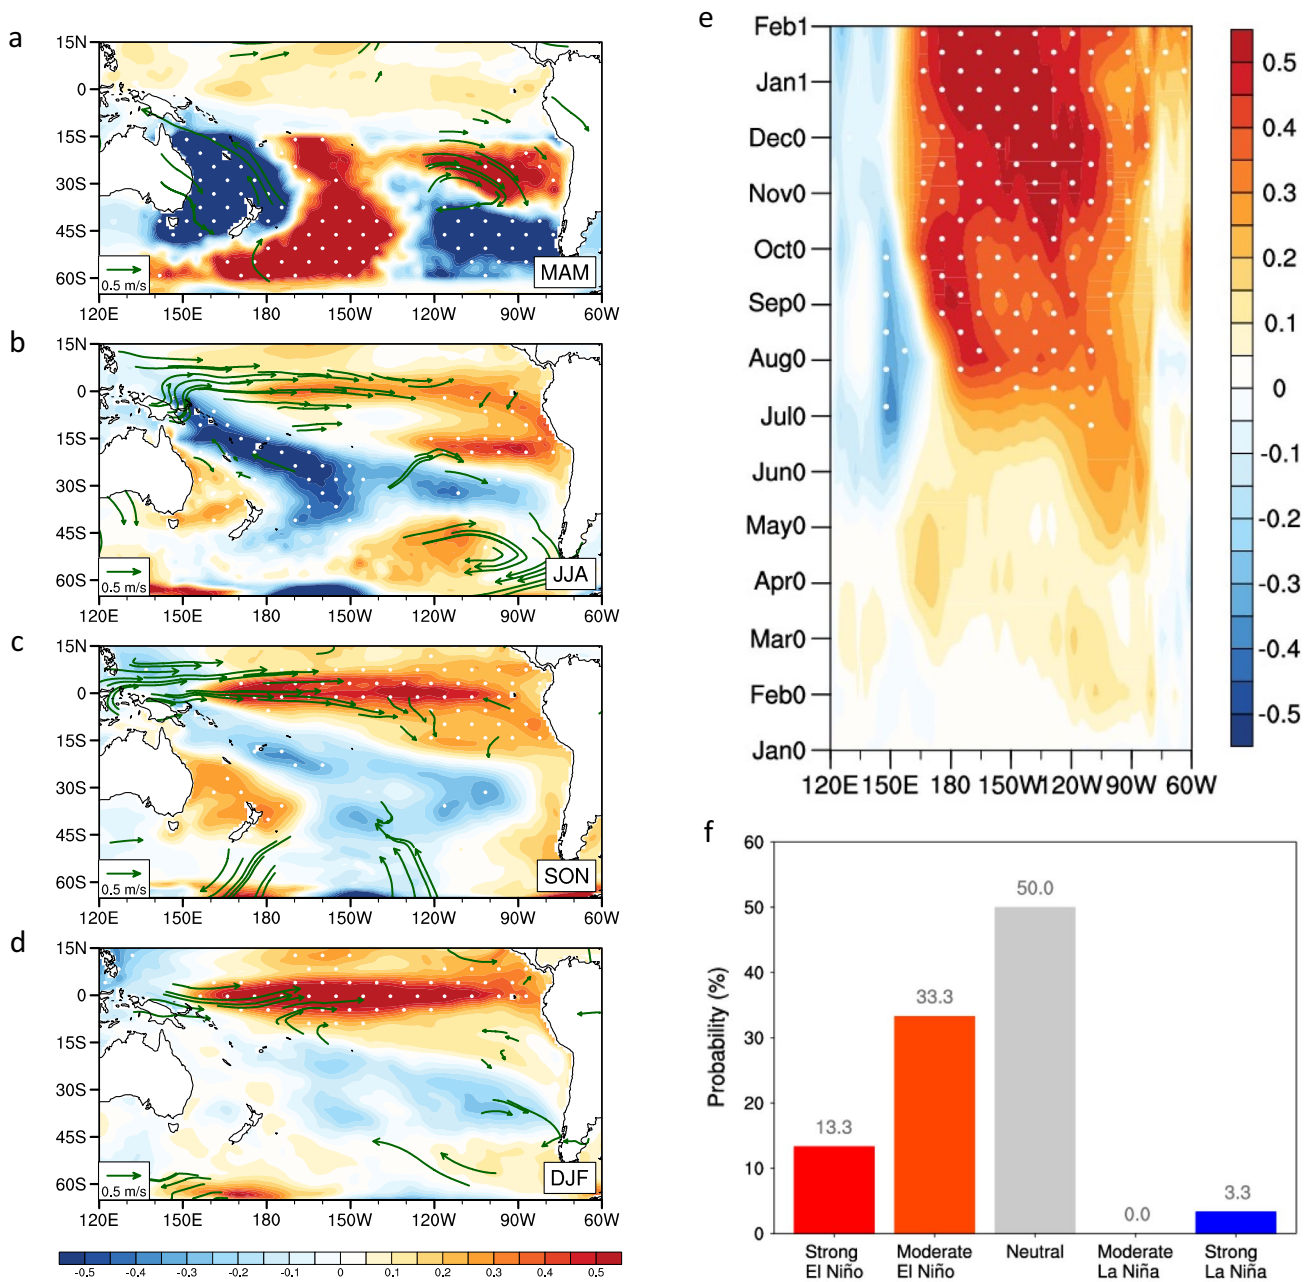 a
15N
0
15S
30S
45S
60S
0.5 m/s
MAM
120E 150E 180 150W 120W 90W 60W
b
15N
0
15S
30S
45S
60S
0.5 m/s
JJA
120E 150E 180 150W 120W 90W 60W
c
15N
0
15S
30S
45S
60S
0.5 m/s
SON
120E 150E 180 150W 120W 90W 60W
d
15N
0
15S
30S
45S
60S
0.5 m/s
DJF
120E 150E 180 150W 120W 90W 60W
-0.5 -0.4 -0.3 -0.2 -0.1 0 0.1 0.2 0.3 0.4 0.5
e
Feb1
Jan1
Dec0
Nov0
Oct0
Sep0
Aug0
Jul0
Jun0
May0
Apr0
Mar0
Feb0
Jan0
120E 150E 180 150W 120W 90W 60W
0.5
0.4
0.3
0.2
0.1
0
-0.1
-0.2
-0.3
-0.4
-0.5
f
Probability (%)
60
50
40
30
20
10
0
13.3
33.3
50.0
0.0
3.3
Strong
El Niño
Moderate
El Niño
Neutral
Moderate
La Niña
Strong
La Niña